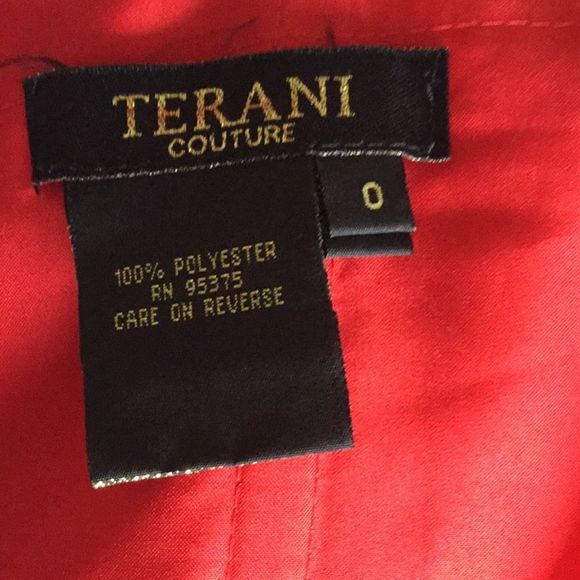 TERANI
COUTURE
0
100% POLYESTER
RN 95375
CARE ON REVERSE